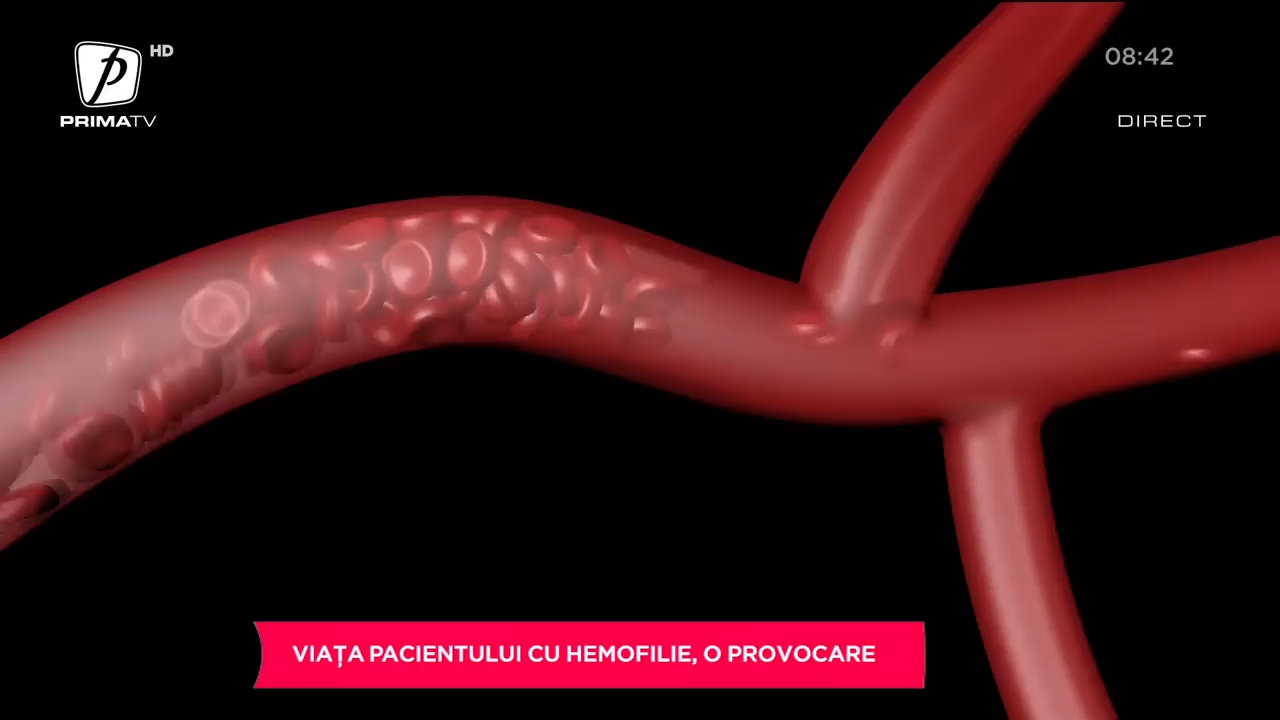 HD
PRIMATV
08:42
DIRECT
VIAȚA PACIENTULUI CU HEMOFILIE, O PROVOCARE